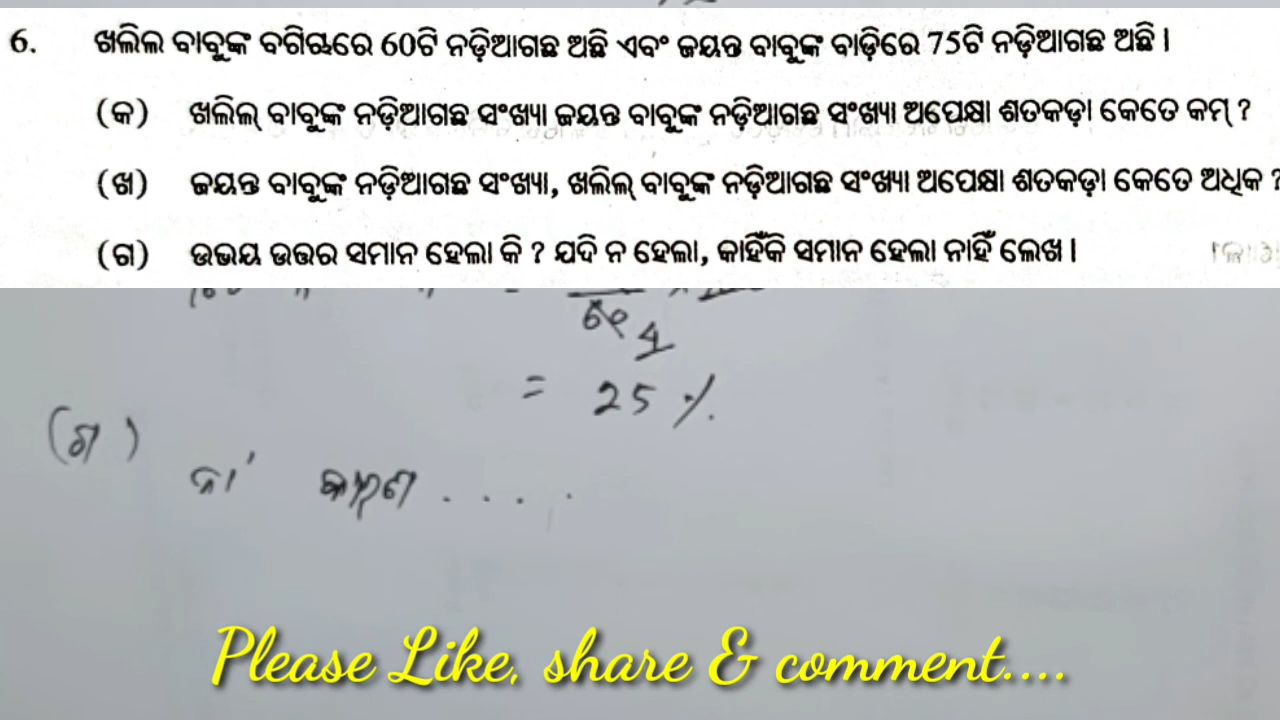 6. ଖଲିଲ ବାବୁଙ୍କ ବଗିଚାରେ 60ଟି ନଡ଼ିଆଗଛ ଅଛି ଏବଂ ଜୟନ୍ତ ବାବୁଙ୍କ ବାଡ଼ିରେ 75ଟି ନଡ଼ିଆଗଛ ଅଛି ।
(କ) ଖଲିଲ୍ ବାବୁଙ୍କ ନଡ଼ିଆଗଛ ସଂଖ୍ୟା ଜୟନ୍ତ ବାବୁଙ୍କ ନଡ଼ିଆଗଛ ସଂଖ୍ୟା ଅପେକ୍ଷା ଶତକଡ଼ା କେତେ କମ୍ ?
(ଖ) ଜୟନ୍ତ ବାବୁଙ୍କ ନଡ଼ିଆଗଛ ସଂଖ୍ୟା, ଖଲିଲ୍ ବାବୁଙ୍କ ନଡ଼ିଆଗଛ ସଂଖ୍ୟା ଅପେକ୍ଷା ଶତକଡ଼ା କେତେ ଅଧିକ ?
(ଗ) ଉଭୟ ଉତ୍ତର ସମାନ ହେଲା କି ? ଯଦି ନ ହେଲା, କାହିଁକି ସମାନ ହେଲା ନାହିଁ ଲେଖ ।
4
= 25 %
(ଗ)
ନା' କାରଣ . . . .
Please Like, share & comment....